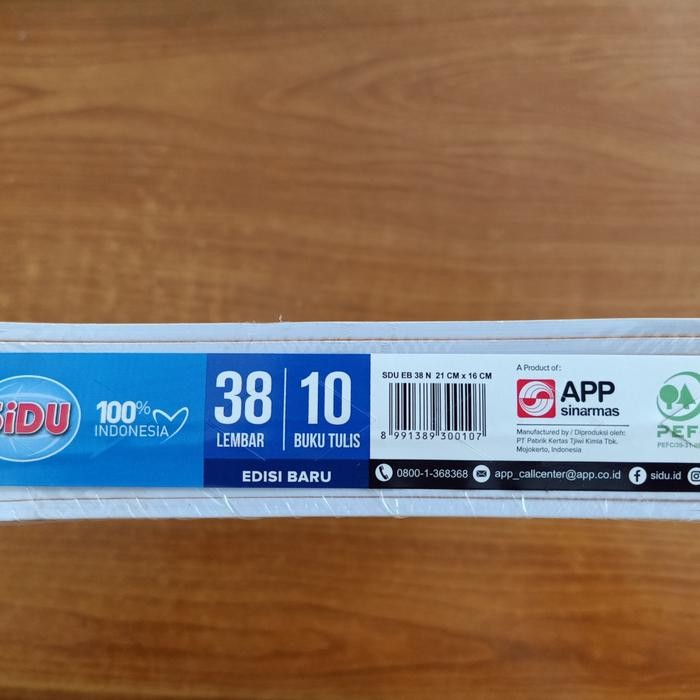 SiDU
100%
INDONESIA
38
LEMBAR
10
BUKU TULIS
EDISI BARU
SDU EB 38 N 21 CM x 16 CM
8 991389 300107
0800-1-368368 app_callcenter@app.co.id sidu.id
A Product of :
APP
sinarmas
Manufactured by / Diproduksi oleh:
PT Pabrik Kertas Tjiwi Kimia Tbk.
Mojokerto, Indonesia
PEF